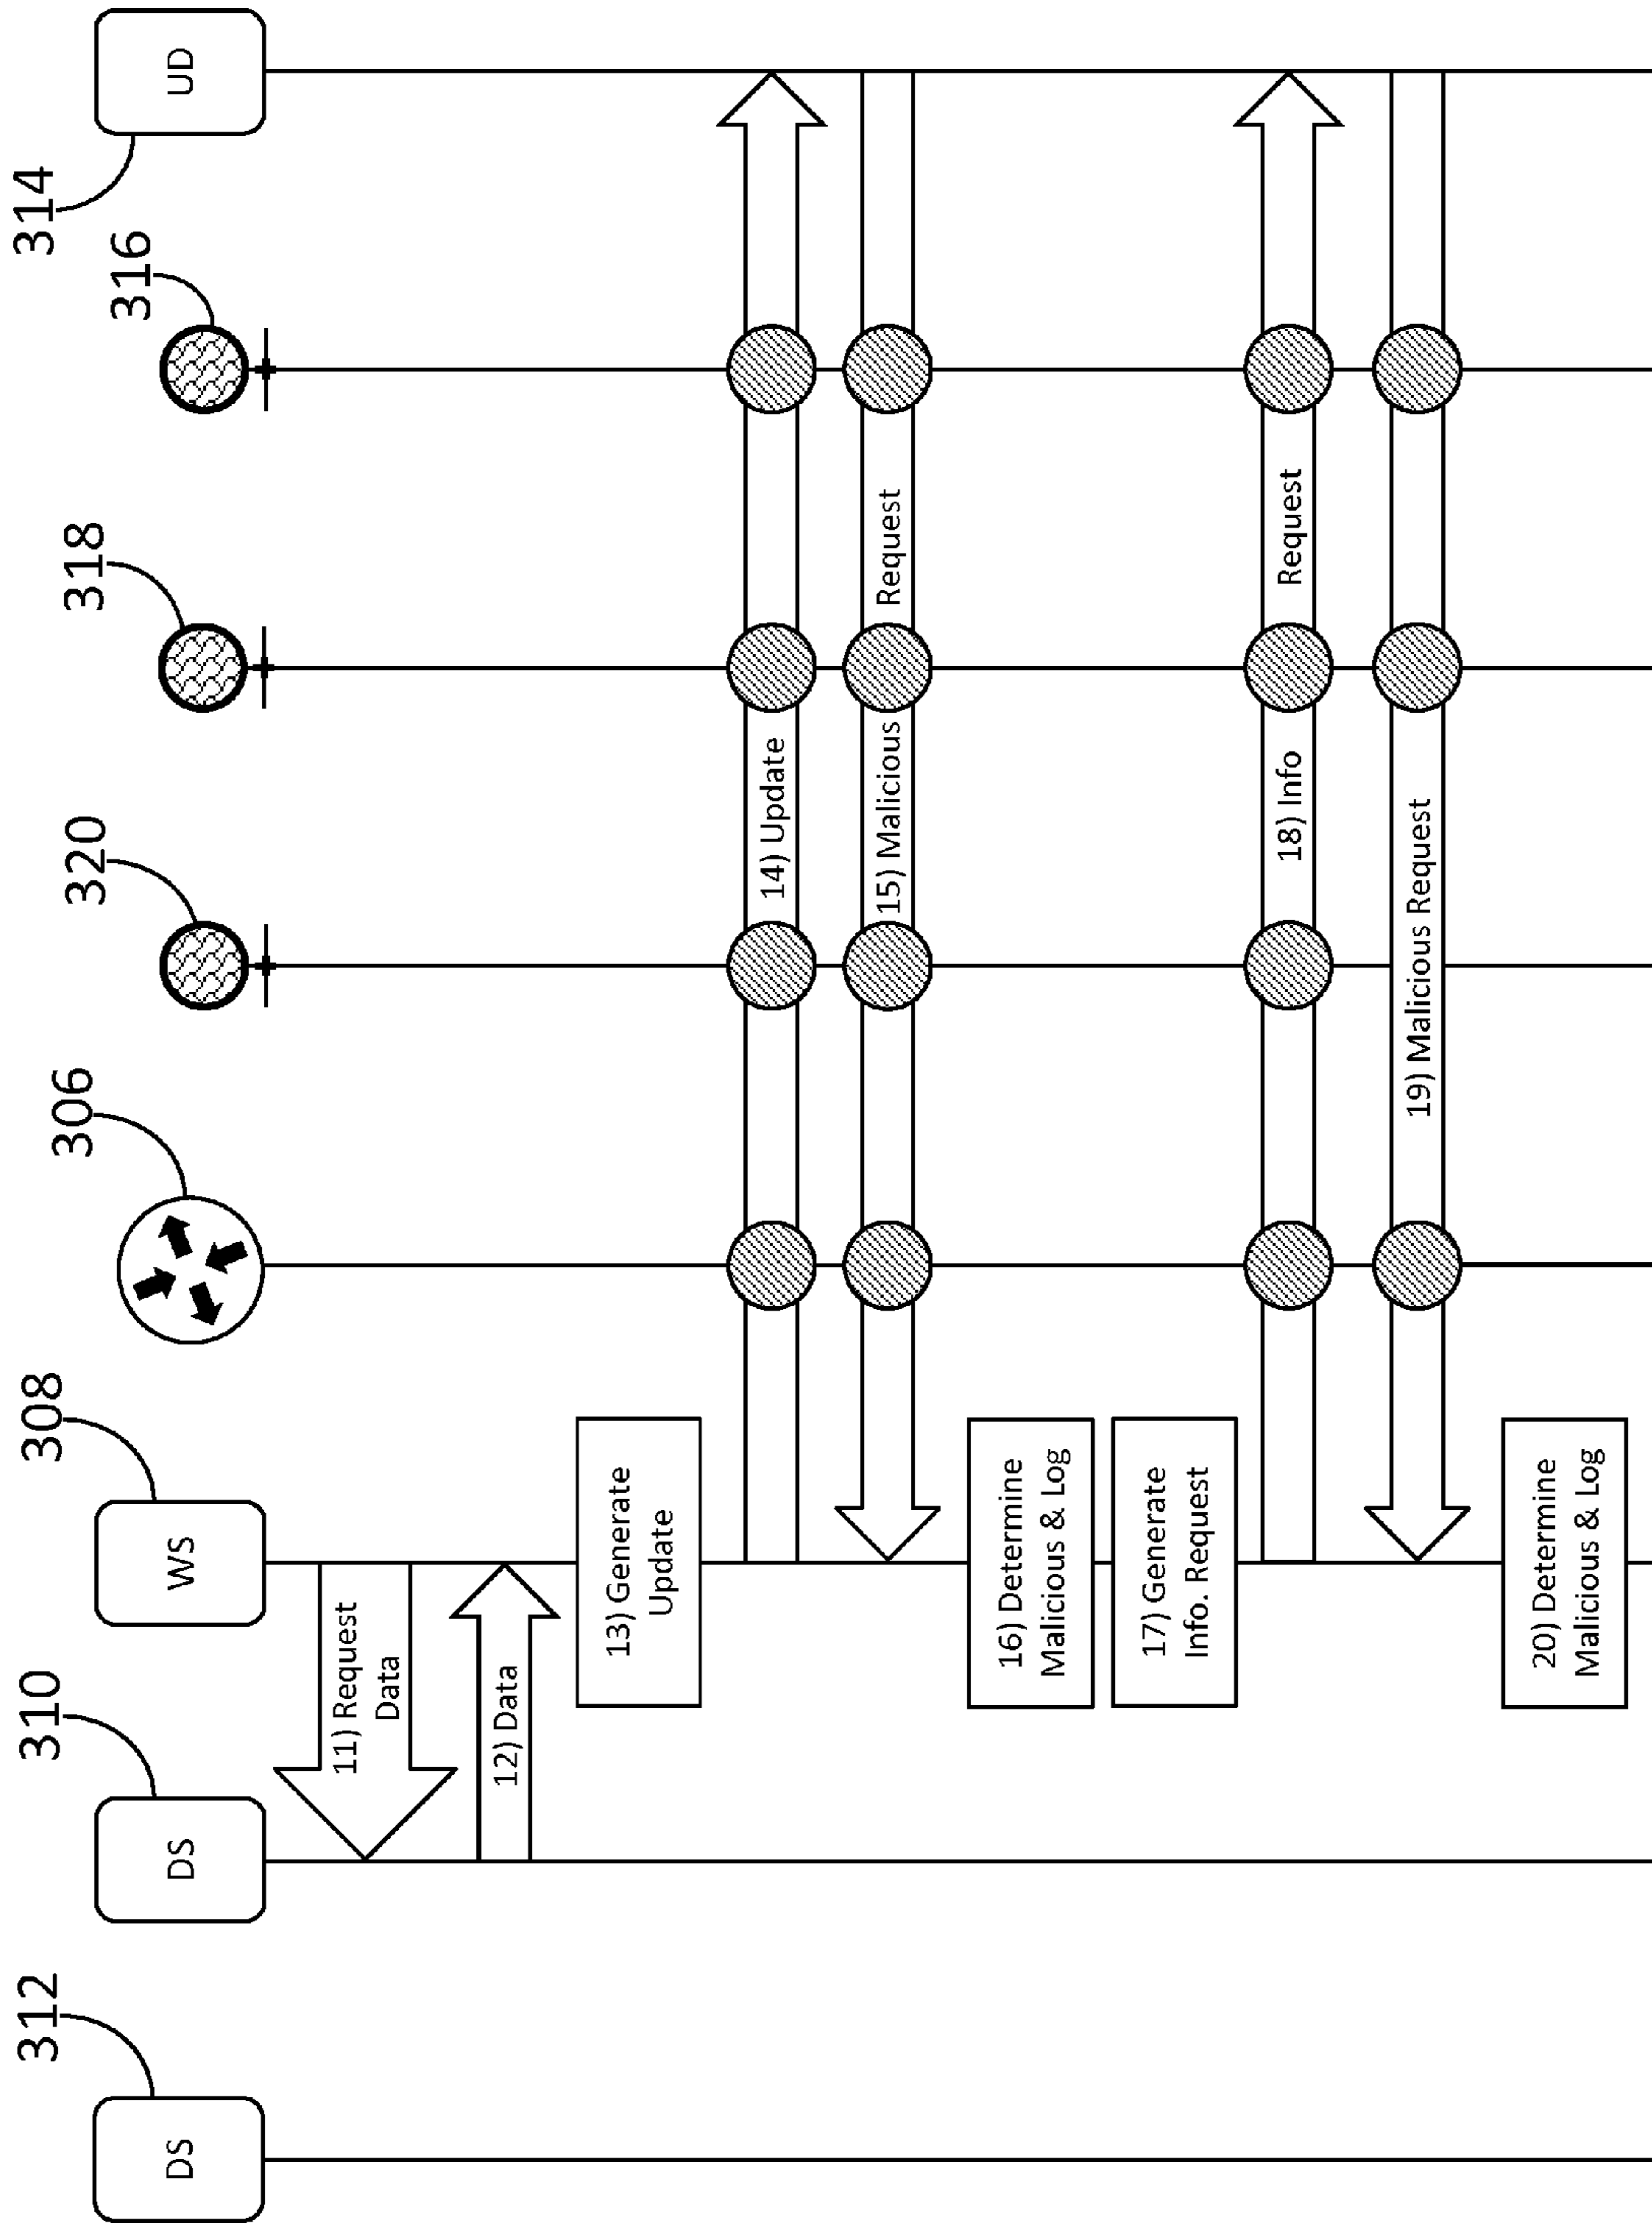 312
310
308
306
320
318
316
314
DS
DS
WS
UD
11) Request
Data
12) Data
13) Generate
Update
14) Update
15) Malicious Request
16) Determine
Malicious & Log
17) Generate
Info. Request
18) Info Request
19) Malicious Request
20) Determine
Malicious & Log